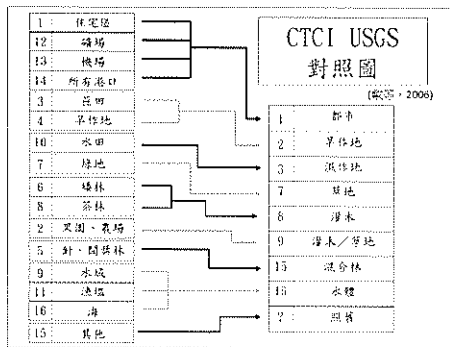 CTCI USGS
對照圖
1 住宅區
12 礦場
13 機場
14 所有港口
3
4 旱作地
10 水田
7 綠地
6 矮林
8 茶林
2 果園、農場
5 針、闊葉林
9 水域
11 漁塭
16 海
15 其他
2006)
1 都市
2 旱作地
3 濕作地
7 草地
8 灌木
9 灌木／草地
15 混合林
16 水體
? 照舊